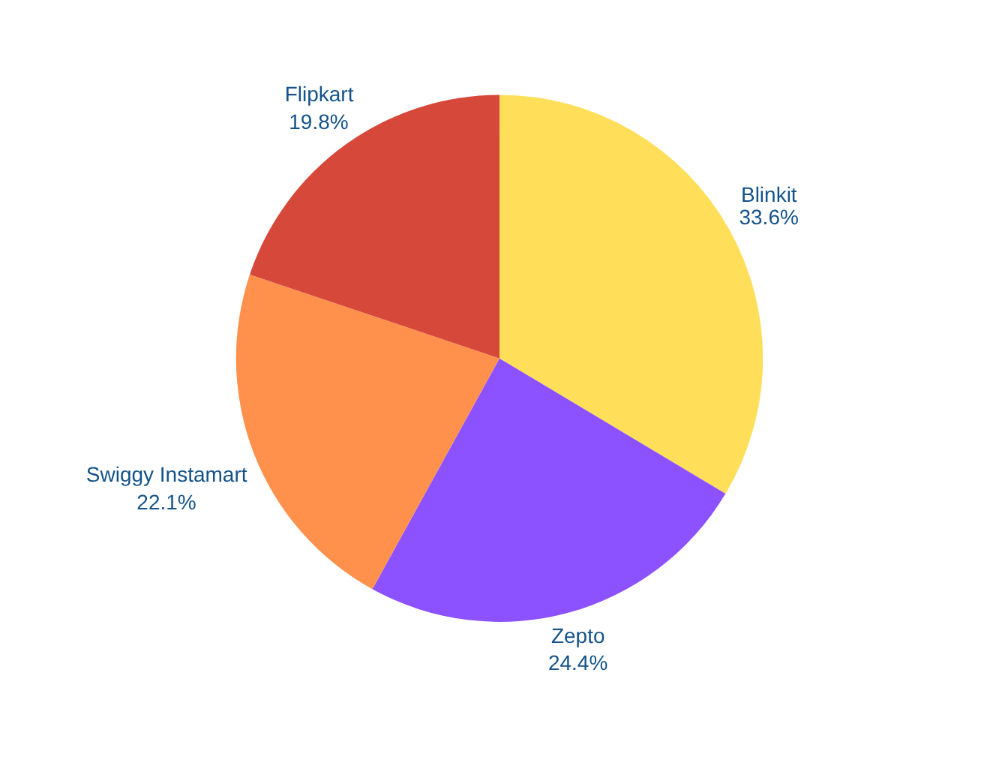 Flipkart
19.8%
Blinkit
33.6%
Swiggy Instamart
22.1%
Zepto
24.4%